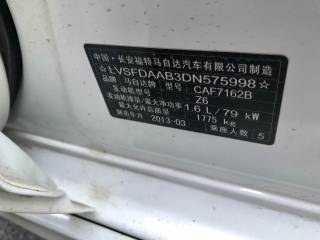 中国·长安福特马自达汽车有限公司制造
☆LVSFDAAB3DN575998☆
品牌 马自达牌 型号 CAF7162B
发动机型号 Z6
发动机排量/最大净功率 1.6 L/79 kW
最大允许总质量 1775 kg
制造年月 2013-03 乘座人数 5